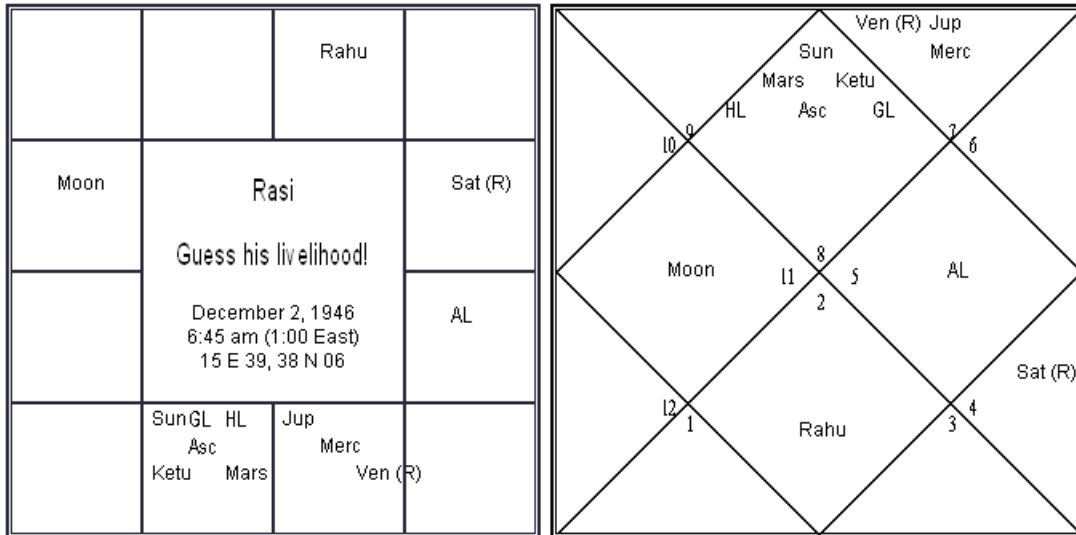 Rahu
Moon
Sat (R)
Rasi
Guess his livelihood!
December 2, 1946
6:45 am (1:00 East)
15 E 39, 38 N 06
AL
Sun GL HL
Asc
Ketu Mars
Jup
Merc
Ven (R)
Ven (R) Jup
Merc
Sun
Mars Ketu
HL Asc GL
9
10
7
6
8
11 5
2
Moon
AL
Sat (R)
12
1
4
3
Rahu